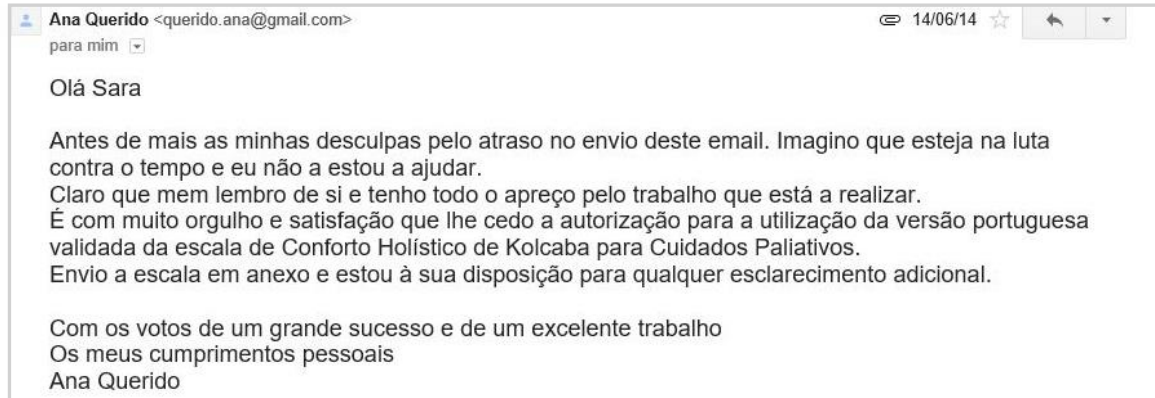 Ana Querido <querido.ana@gmail.com> 14/06/14
para mim
Olá Sara
Antes de mais as minhas desculpas pelo atraso no envio deste email. Imagino que esteja na luta
contra o tempo e eu não a estou a ajudar.
Claro que mem lembro de si e tenho todo o apreço pelo trabalho que está a realizar.
É com muito orgulho e satisfação que lhe cedo a autorização para a utilização da versão portuguesa
validada da escala de Conforto Holístico de Kolcaba para Cuidados Paliativos.
Envio a escala em anexo e estou à sua disposição para qualquer esclarecimento adicional.
Com os votos de um grande sucesso e de um excelente trabalho
Os meus cumprimentos pessoais
Ana Querido